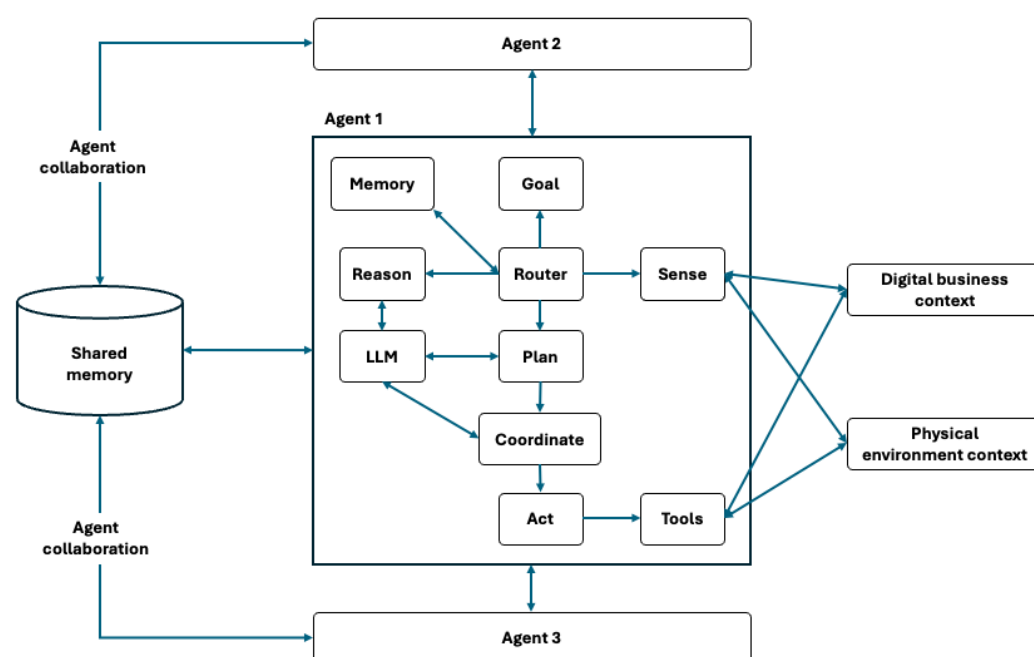 Agent 2
Agent 1
Agent
collaboration
Memory
Goal
Reason
Router
Sense
Digital business
context
Shared
memory
LLM
Plan
Coordinate
Physical
environment context
Act
Tools
Agent
collaboration
Agent 3